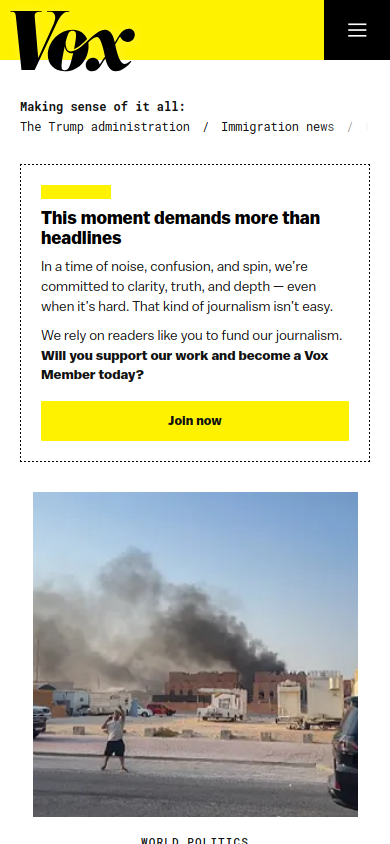 Vox
Making sense of it all:
The Trump administration / Immigration news /
This moment demands more than
headlines
In a time of noise, confusion, and spin, we're
committed to clarity, truth, and depth — even
when it's hard. That kind of journalism isn't easy.
We rely on readers like you to fund our journalism.
Will you support our work and become a Vox
Member today?
Join now
WORLD POLITICS